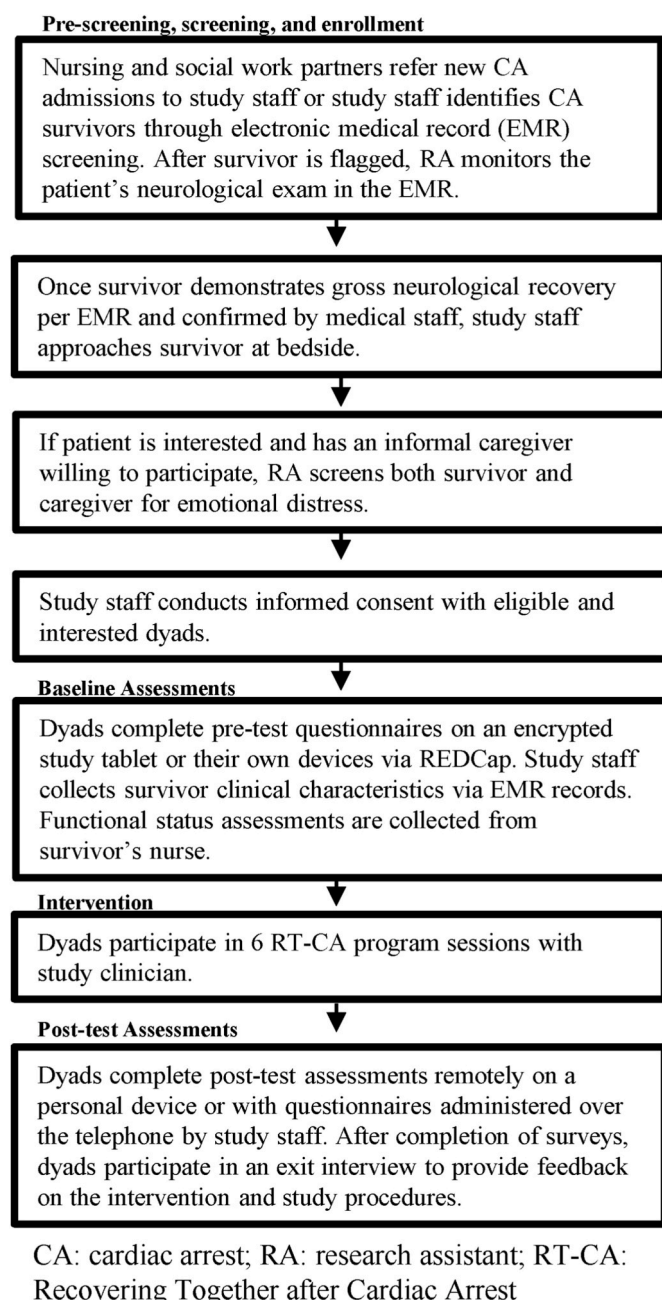 Pre-screening, screening, and enrollment
Nursing and social work partners refer new CA
admissions to study staff or study staff identifies CA
survivors through electronic medical record (EMR)
screening. After survivor is flagged, RA monitors the
patient’s neurological exam in the EMR.
Once survivor demonstrates gross neurological recovery
per EMR and confirmed by medical staff, study staff
approaches survivor at bedside.
If patient is interested and has an informal caregiver
willing to participate, RA screens both survivor and
caregiver for emotional distress.
Study staff conducts informed consent with eligible and
interested dyads.
Baseline Assessments
Dyads complete pre-test questionnaires on an encrypted
study tablet or their own devices via REDCap. Study staff
collects survivor clinical characteristics via EMR records.
Functional status assessments are collected from
survivor’s nurse.
Intervention
Dyads participate in 6 RT-CA program sessions with
study clinician.
Post-test Assessments
Dyads complete post-test assessments remotely on a
personal device or with questionnaires administered over
the telephone by study staff. After completion of surveys,
dyads participate in an exit interview to provide feedback
on the intervention and study procedures.
CA: cardiac arrest; RA: research assistant; RT-CA:
Recovering Together after Cardiac Arrest